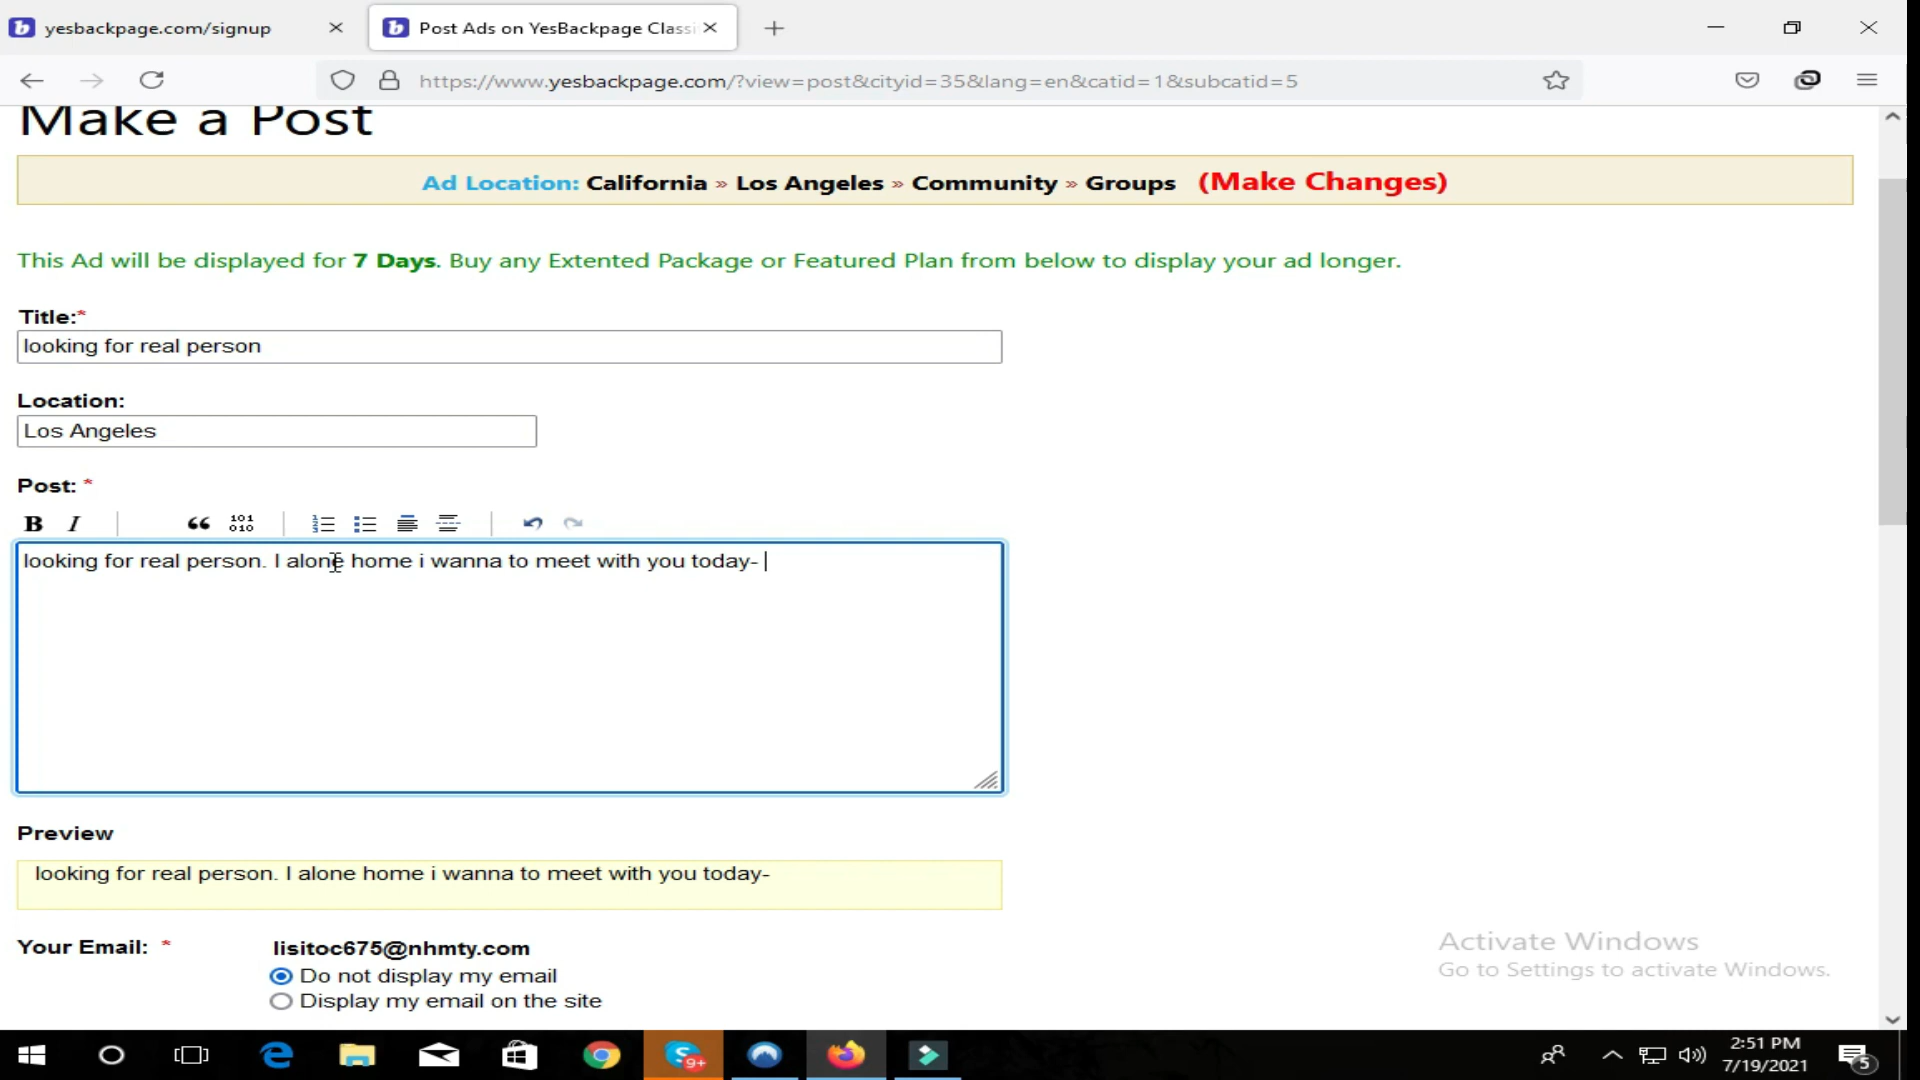 yesbackpage.com/signup
Post Ads on YesBackpage Classi
https://www.yesbackpage.com/?view=post&cityid=35&lang=en&catid=1&subcatid=5
Make a Post
Ad Location: California » Los Angeles » Community » Groups (Make Changes)
This Ad will be displayed for 7 Days. Buy any Extented Package or Featured Plan from below to display your ad longer.
Title:*
looking for real person
Location:
Los Angeles
Post: *
B I 101 010
looking for real person. I alone home i wanna to meet with you today-
Preview
looking for real person. I alone home i wanna to meet with you today-
Your Email: * lisitoc675@nhmty.com
Do not display my email
Display my email on the site
Activate Windows
Go to Settings to activate Windows.
9+
2:51 PM
7/19/2021
5